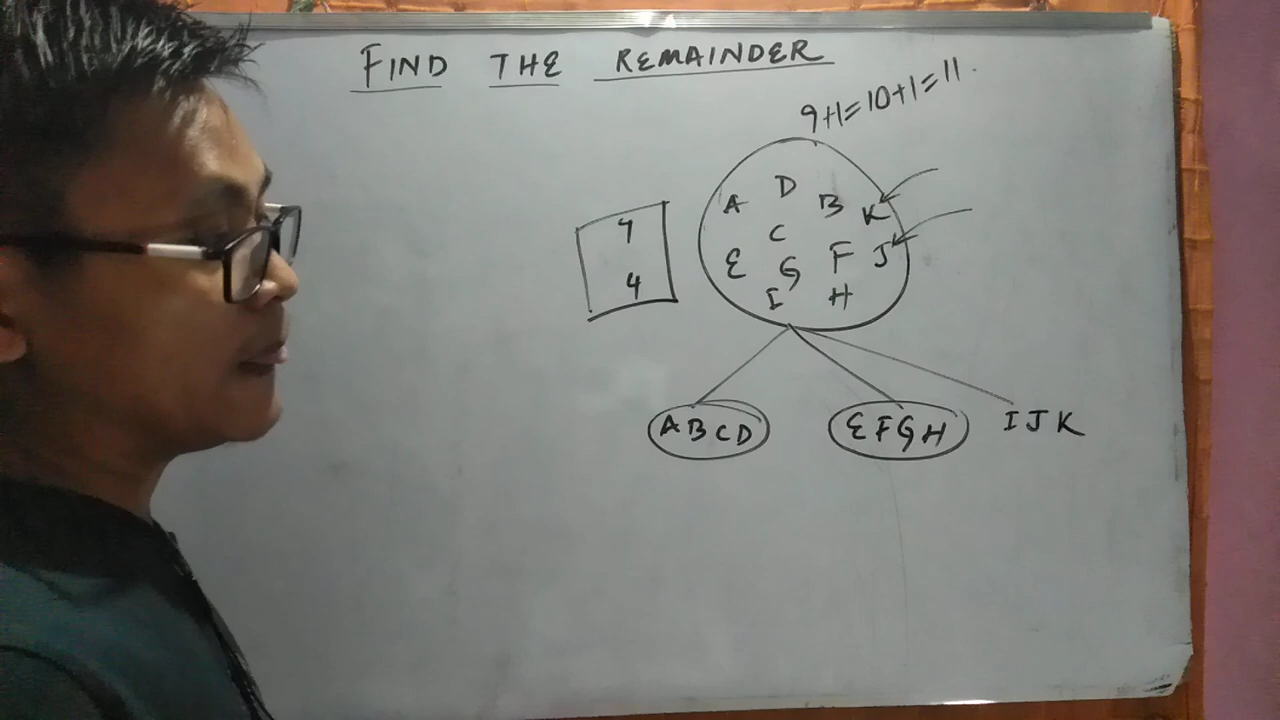 FIND THE REMAINDER
9+1=10+1=11.
D
A B K
C
E G F J
I H
4
4
ABCD EFGH IJK